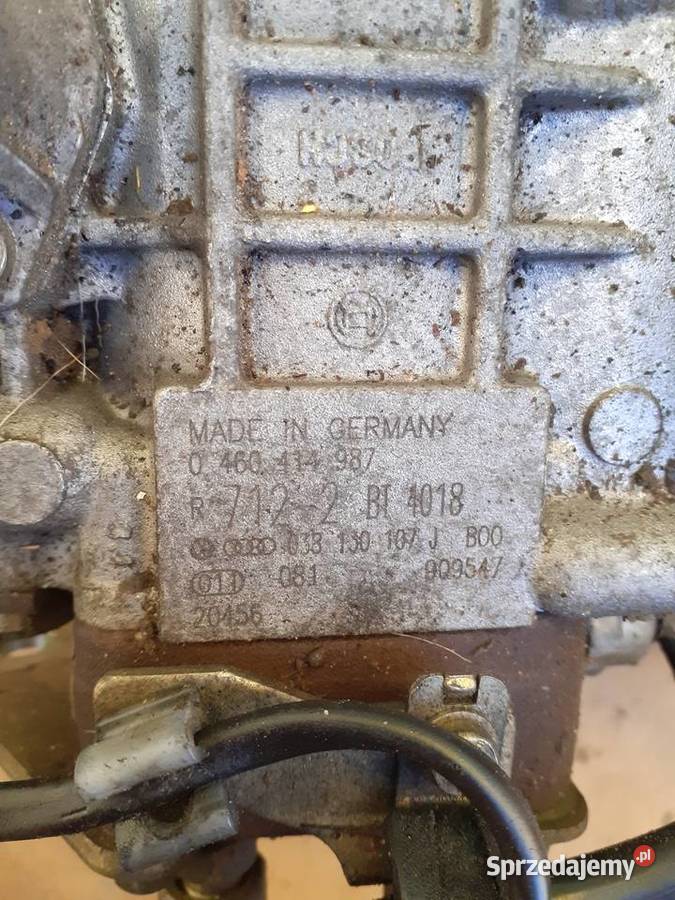 MADE IN GERMANY
0 460 414 987
R 712-2 BT 4018
038 130 107 J B00
011 081 909547
20456
Sprzedajemy.pl